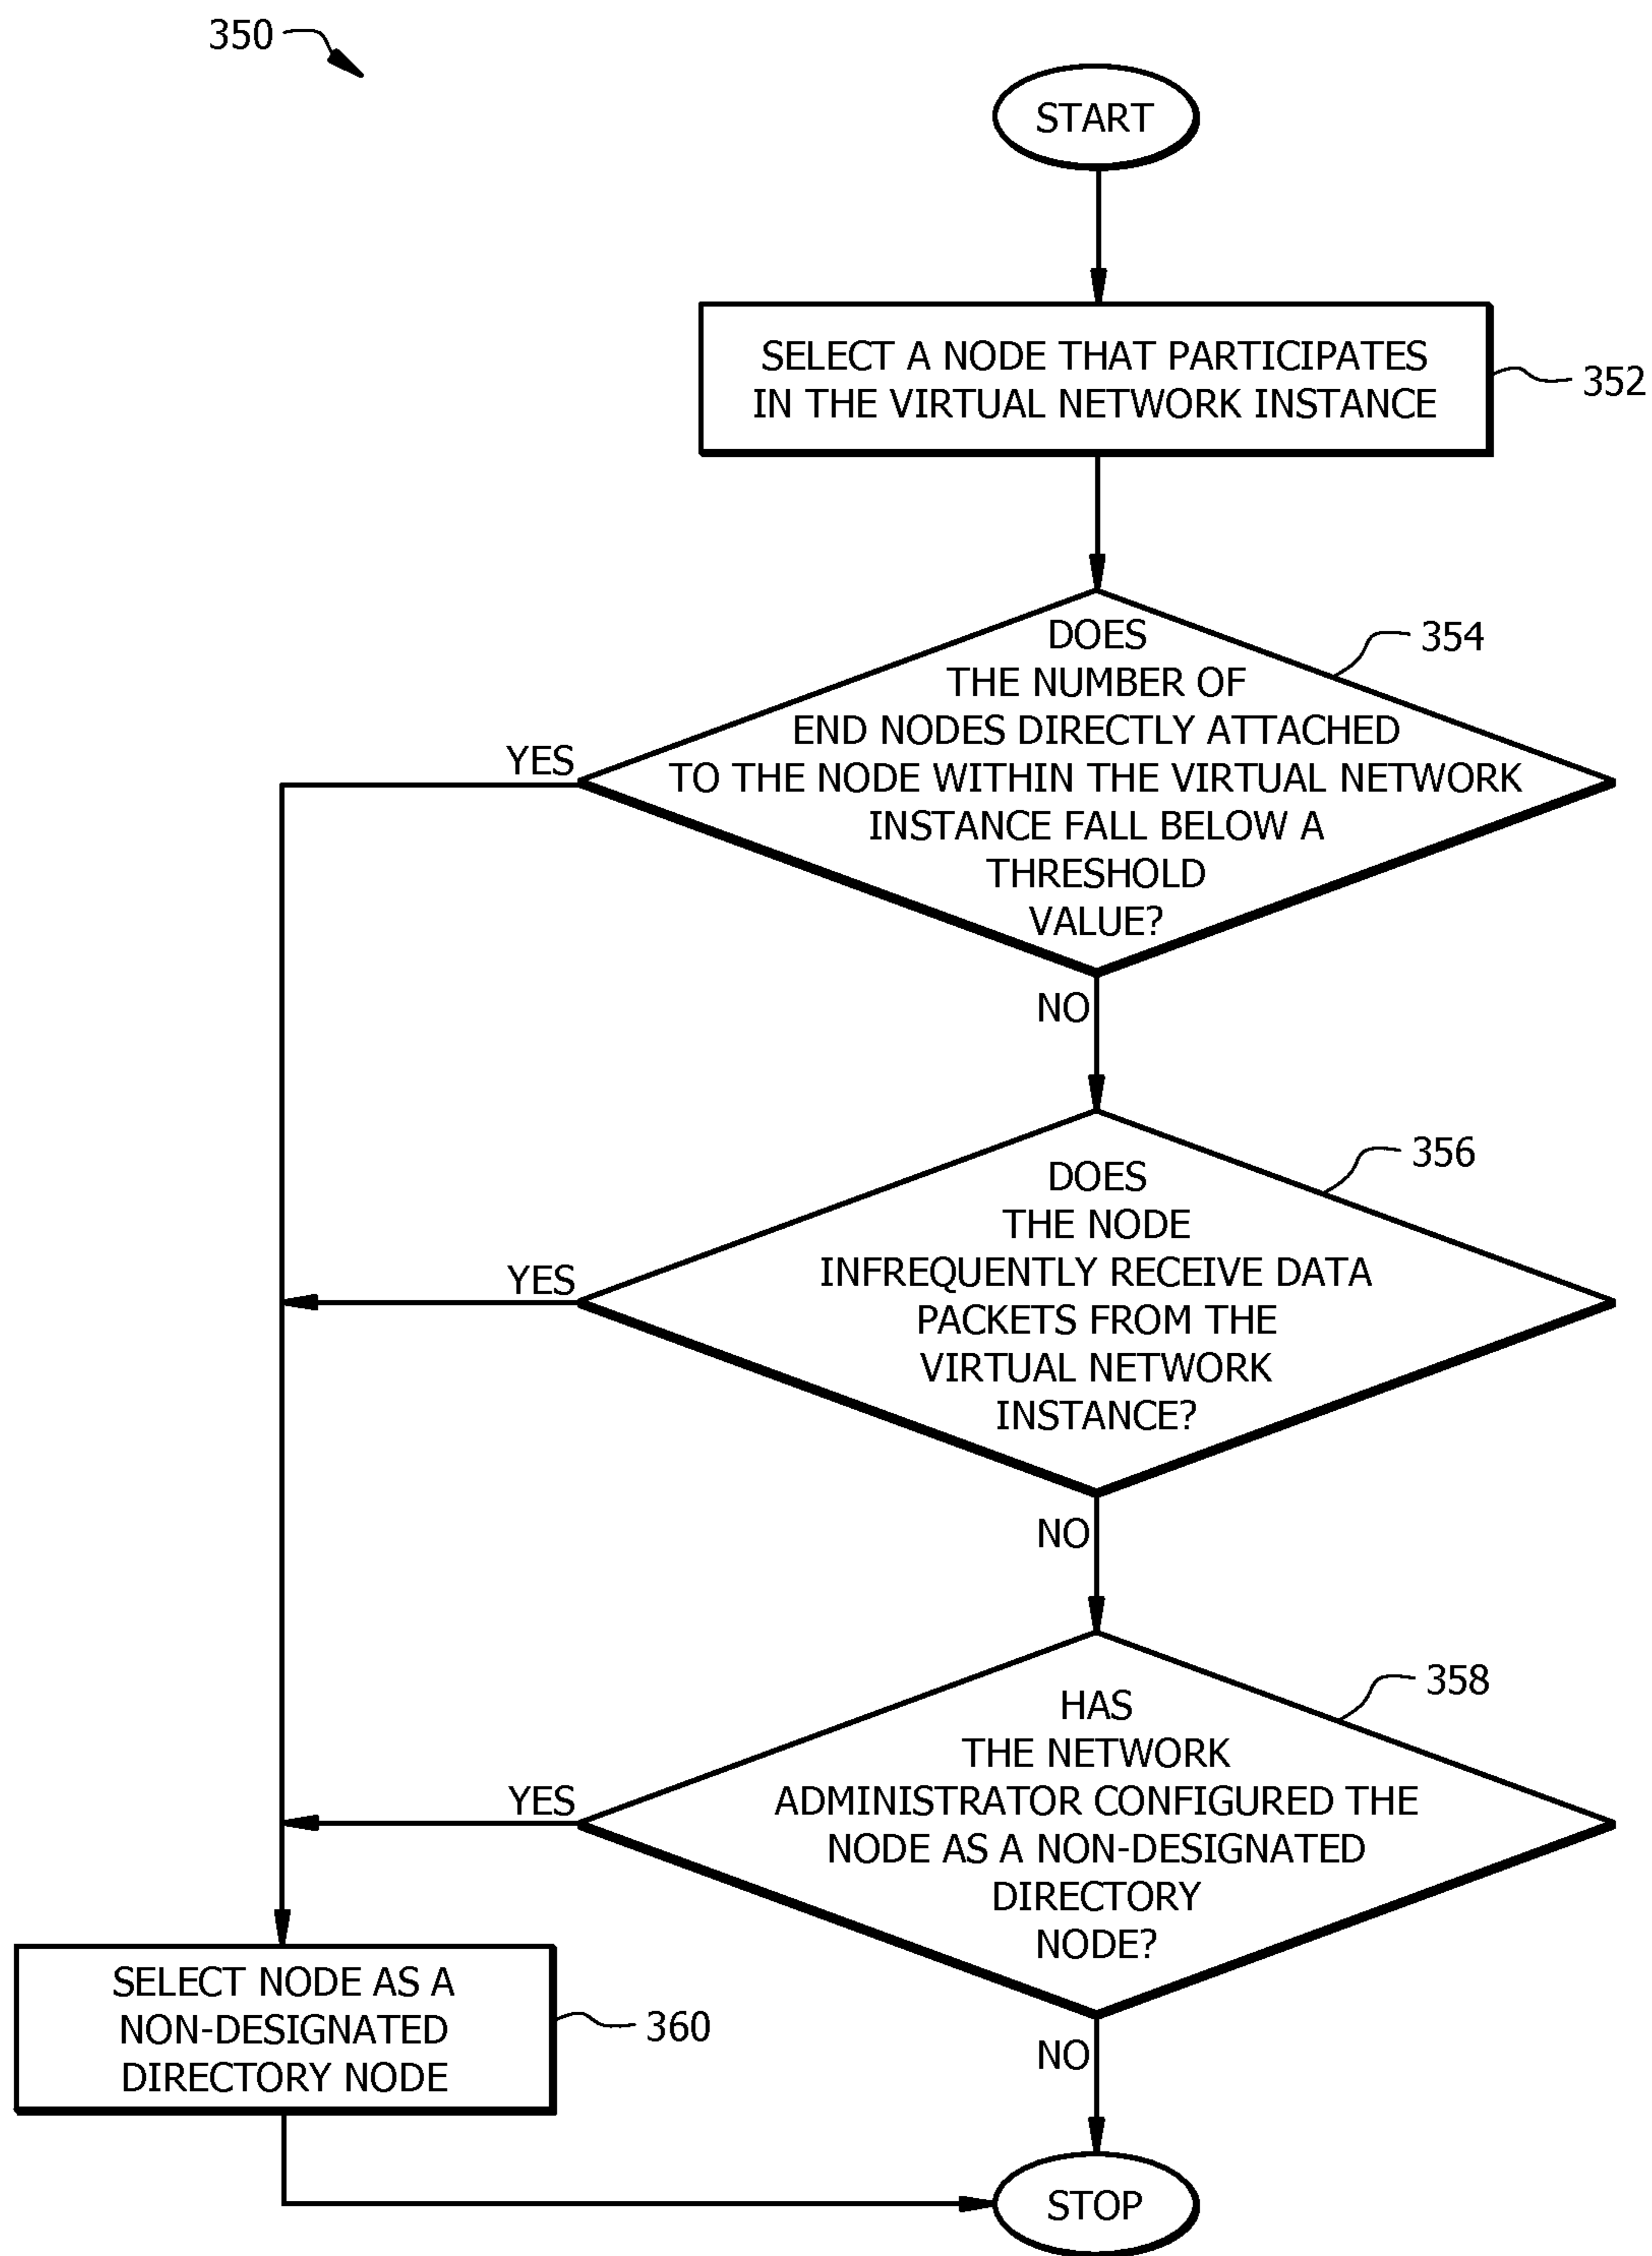 350
START
SELECT A NODE THAT PARTICIPATES
IN THE VIRTUAL NETWORK INSTANCE
352
DOES
THE NUMBER OF
END NODES DIRECTLY ATTACHED
TO THE NODE WITHIN THE VIRTUAL NETWORK
INSTANCE FALL BELOW A
THRESHOLD
VALUE?
354
YES
NO
DOES
THE NODE
INFREQUENTLY RECEIVE DATA
PACKETS FROM THE
VIRTUAL NETWORK
INSTANCE?
356
YES
NO
HAS
THE NETWORK
ADMINISTRATOR CONFIGURED THE
NODE AS A NON-DESIGNATED
DIRECTORY
NODE?
358
YES
NO
SELECT NODE AS A
NON-DESIGNATED
DIRECTORY NODE
360
STOP